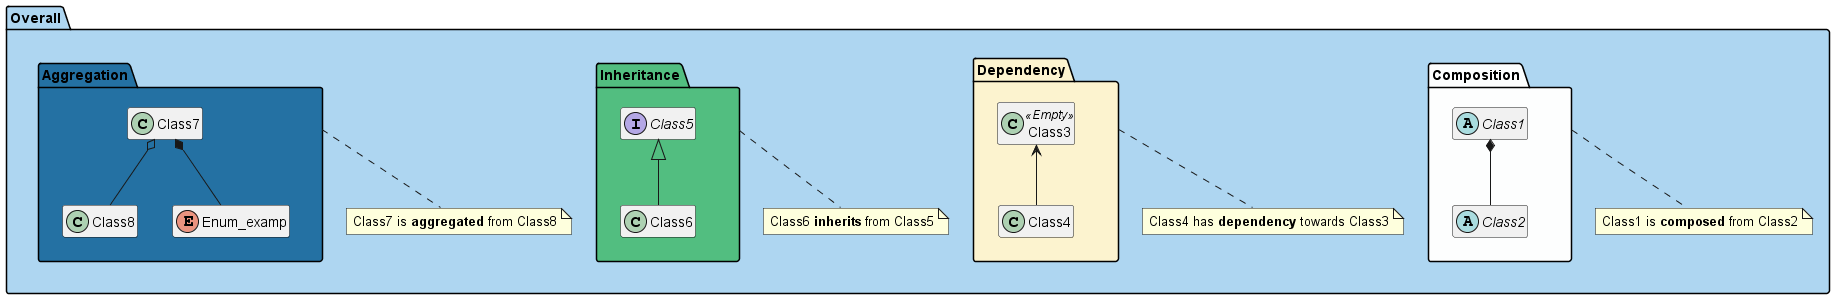 Overall
Aggregation
C Class7
C Class8
E Enum_examp
Class7 is aggregated from Class8
Inheritance
I Class5
C Class6
Class6 inherits from Class5
Dependency
C «Empty»
Class3
C Class4
Class4 has dependency towards Class3
Composition
A Class1
A Class2
Class1 is composed from Class2